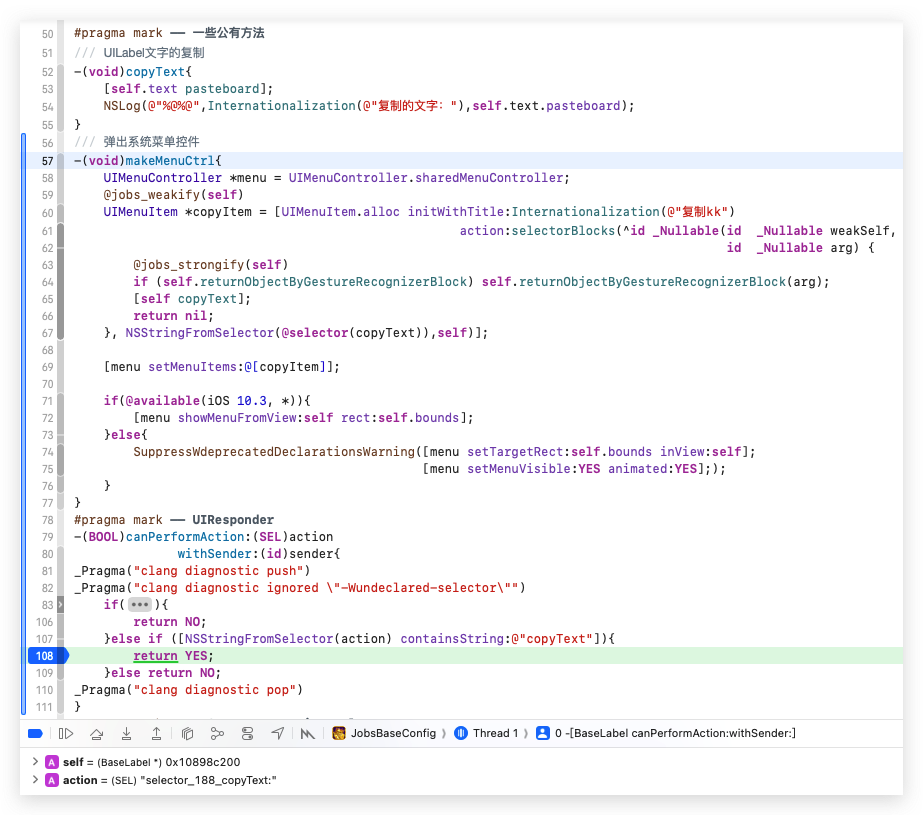 50 #pragma mark —— 一些公有方法
51 /// UILabel文字的复制
52 -(void)copyText{
53 [self.text pasteboard];
54 NSLog(@"%@%@",Internationalization(@"复制的文字: "),self.text.pasteboard);
55 }
56 /// 弹出系统菜单控件
57 -(void)makeMenuCtrl{
58 UIMenuController *menu = UIMenuController.sharedMenuController;
59 @jobs_weakify(self)
60 UIMenuItem *copyItem = [UIMenuItem.alloc initWithTitle:Internationalization(@"复制kk")
61 action:selectorBlocks(^id _Nullable(id _Nullable weakSelf,
62 id _Nullable arg) {
63 @jobs_strongify(self)
64 if (self.returnObjectByGestureRecognizerBlock) self.returnObjectByGestureRecognizerBlock(arg);
65 [self copyText];
66 return nil;
67 }, NSStringFromSelector(@selector(copyText)),self)];
68
69 [menu setMenuItems:@[copyItem]];
70
71 if(@available(iOS 10.3, *)){
72 [menu showMenuFromView:self rect:self.bounds];
73 }else{
74 SuppressWdeprecatedDeclarationsWarning([menu setTargetRect:self.bounds inView:self];
75 [menu setMenuVisible:YES animated:YES];);
76 }
77 }
78 #pragma mark —— UIResponder
79 -(BOOL)canPerformAction:(SEL)action
80 withSender:(id)sender{
81 _Pragma("clang diagnostic push")
82 _Pragma("clang diagnostic ignored \"-Wundeclared-selector\"")
83 if(•••){
106 return NO;
107 }else if ([NSStringFromSelector(action) containsString:@"copyText"]){
108 return YES;
109 }else return NO;
110 _Pragma("clang diagnostic pop")
111 }
JobsBaseConfig 〉 Thread 1 〉 0 -[BaseLabel canPerformAction:withSender:]
A self = (BaseLabel *) 0x10898c200
A action = (SEL) "selector_188_copyText:"